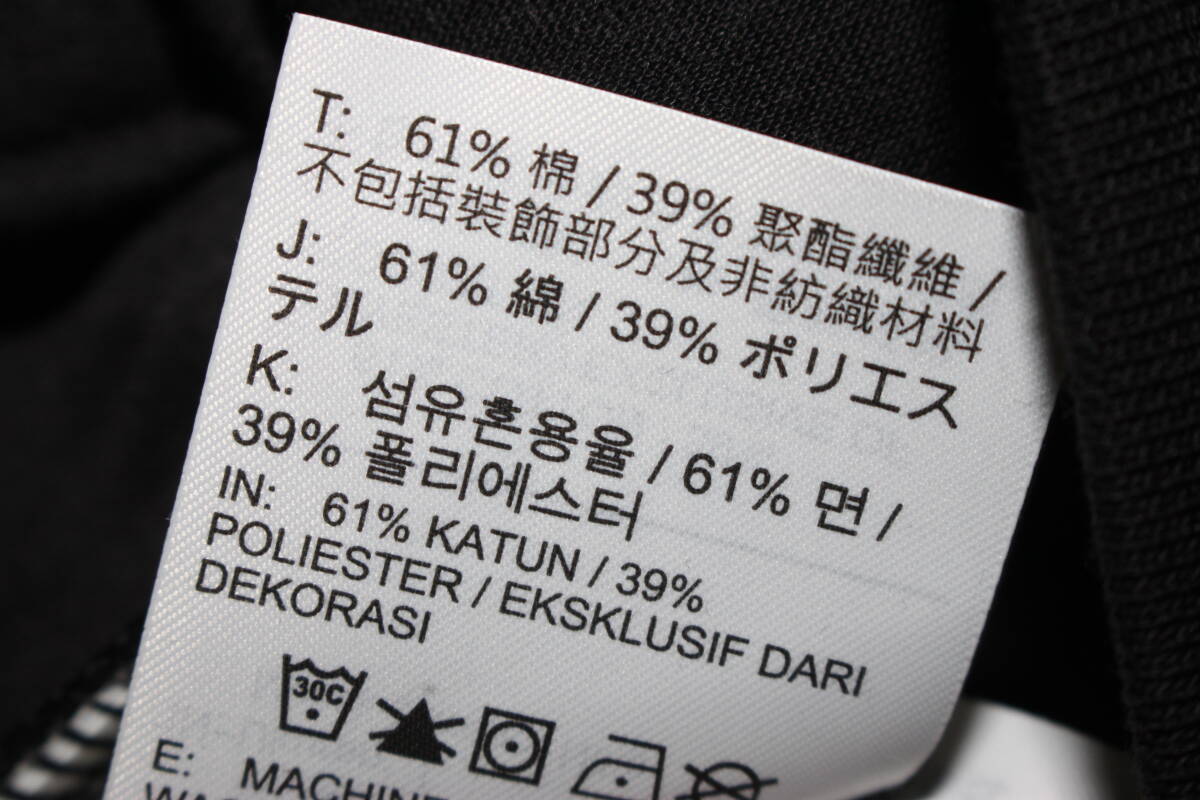 T: 61% 棉 / 39% 聚酯纖維 /
不包括裝飾部分及非紡織材料
J: 61% 綿 / 39% ポリエス
テル
K: 섬유혼용율 / 61% 면 /
39% 폴리에스터
IN: 61% KATUN / 39%
POLIESTER / EKSKLUSIF DARI
DEKORASI
30C
E: MACHINE